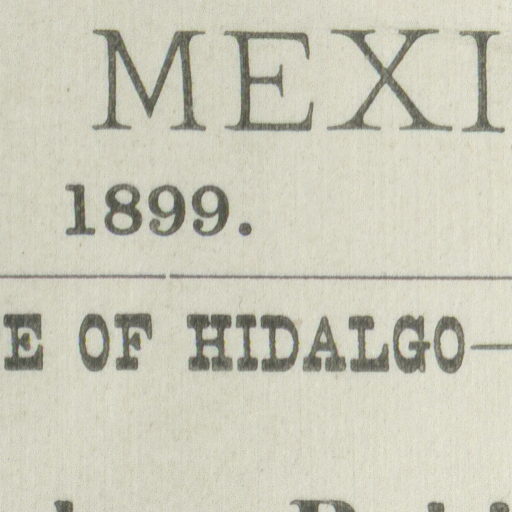 MEXI
1899.
E OF HIDALGO—